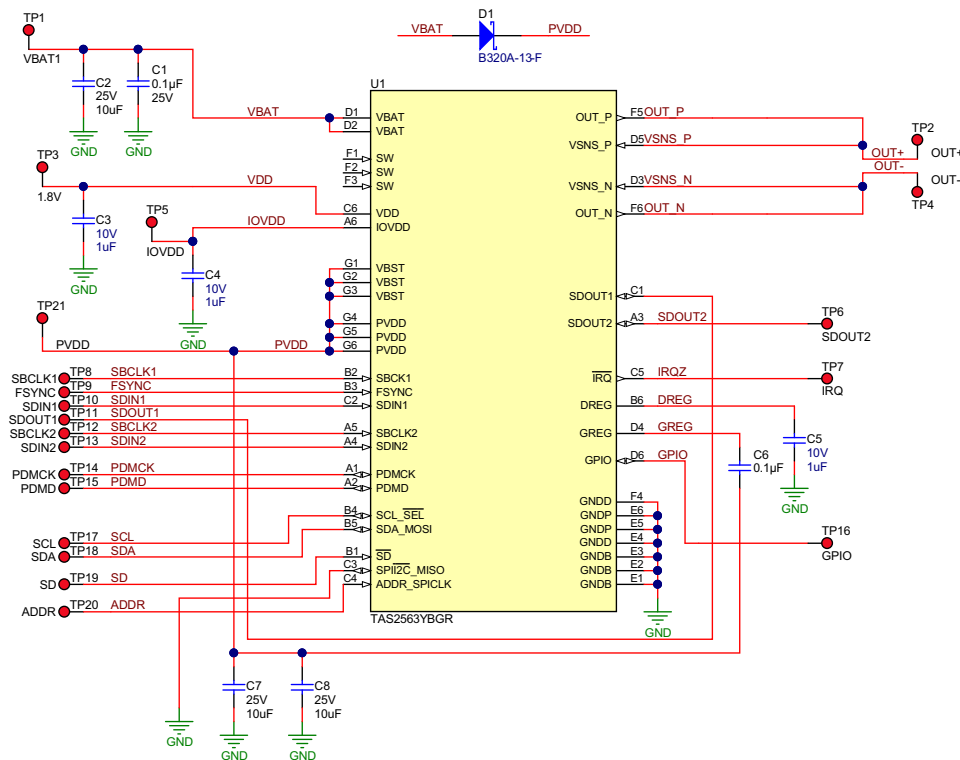 TP1
VBAT1
C2
25V
10uF
C1
0.1µF
25V
GND
GND
VBAT
D1
VBAT
PVDD
B320A-13-F
U1
D1 VBAT
D2 VBAT
F1 SW
F2 SW
F3 SW
C6 VDD
A6 IOVDD
G1 VBST
G2 VBST
G3 VBST
G4 PVDD
G5 PVDD
G6 PVDD
B2 SBCK1
B3 FSYNC
C2 SDIN1
A5 SBCLK2
A4 SDIN2
A1 PDMCK
A2 PDMD
B4 SCL_SEL
B5 SDA_MOSI
B1 SD
C3 SPII2C_MISO
C4 ADDR_SPICLK
TAS2563YBGR
OUT_P F5 OUT_P
VSNS_P D5 VSNS_P
VSNS_N D3 VSNS_N
OUT_N F6 OUT_N
SDOUT1 C1
SDOUT2 A3 SDOUT2
IRQ C5 IRQZ
DREG B6 DREG
GREG D4 GREG
GPIO D6 GPIO
GNDD F4
GNDP E6
GNDP E5
GNDD E4
GNDB E3
GNDB E2
GNDB E1
GND
TP2
OUT+
OUT+
OUT-
OUT-
TP4
TP6
SDOUT2
TP7
IRQ
C5
10V
1uF
GND
C6
0.1µF
TP16
GPIO
TP3
1.8V
VDD
C3
10V
1uF
GND
TP5
IOVDD
IOVDD
C4
10V
1uF
GND
TP21
PVDD
PVDD
SBCLK1 TP8 SBCLK1
FSYNC TP9 FSYNC
SDIN1 TP10 SDIN1
SDOUT1 TP11 SDOUT1
SBCLK2 TP12 SBCLK2
SDIN2 TP13 SDIN2
PDMCK TP14 PDMCK
PDMD TP15 PDMD
SCL TP17 SCL
SDA TP18 SDA
SD TP19 SD
ADDR TP20 ADDR
C7
25V
10uF
C8
25V
10uF
GND
GND
GND